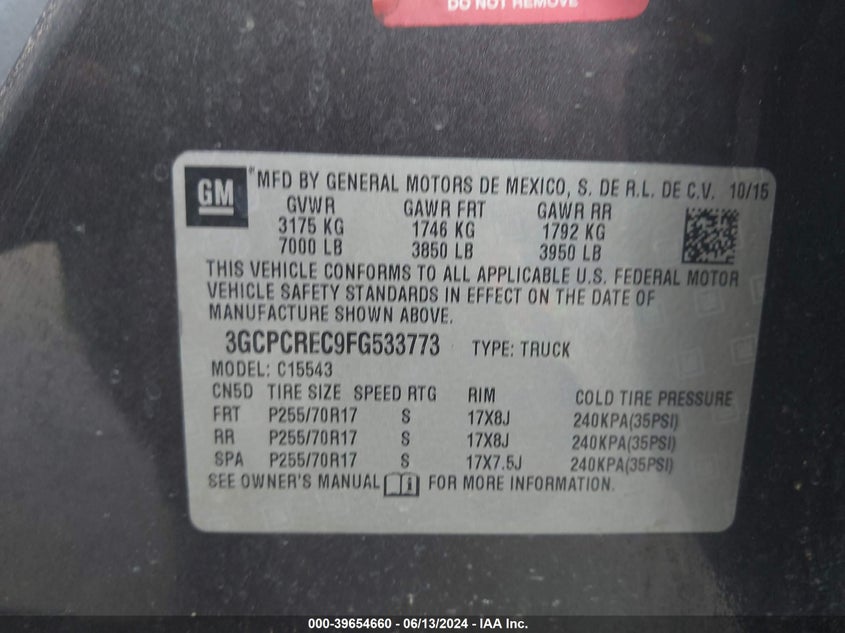 DO NOT REMOVE
GM
*MFD BY GENERAL MOTORS DE MEXICO, S. DE R.L. DE C.V. 10/15
GVWR GAWR FRT GAWR RR
3175 KG 1746 KG 1792 KG
7000 LB 3850 LB 3950 LB
THIS VEHICLE CONFORMS TO ALL APPLICABLE U.S. FEDERAL MOTOR
VEHICLE SAFETY STANDARDS IN EFFECT ON THE DATE OF
MANUFACTURE SHOWN ABOVE.
3GCPCREC9FG533773 TYPE: TRUCK
MODEL: C15543
CN5D TIRE SIZE SPEED RTG RIM COLD TIRE PRESSURE
FRT P255/70R17 S 17X8J 240KPA(35PSI)
RR P255/70R17 S 17X8J 240KPA(35PSI)
SPA P255/70R17 S 17X7.5J 240KPA(35PSI)
SEE OWNER'S MANUAL i FOR MORE INFORMATION.
000-39654660 - 06/13/2024 - IAA Inc.